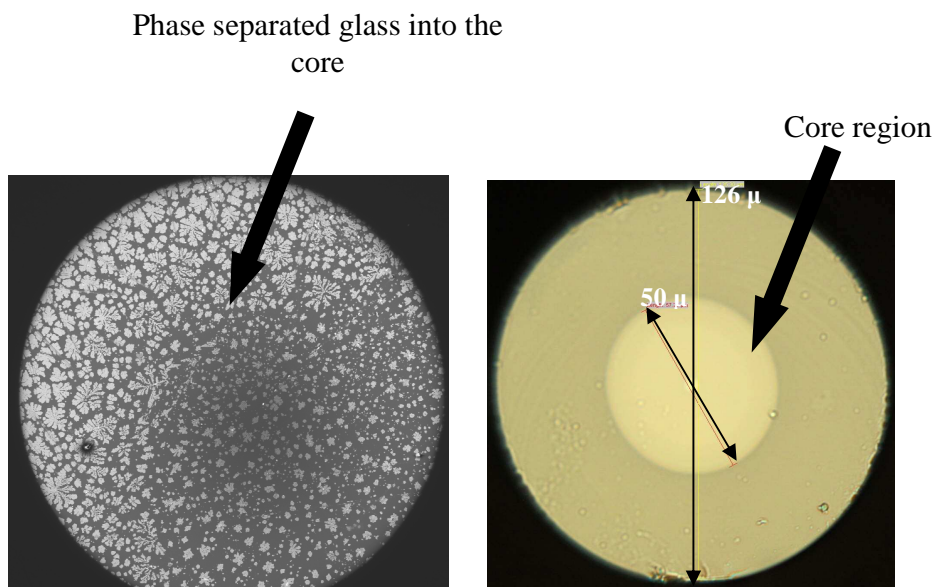 Phase separated glass into the
core
Core region
126 μ
50 μ